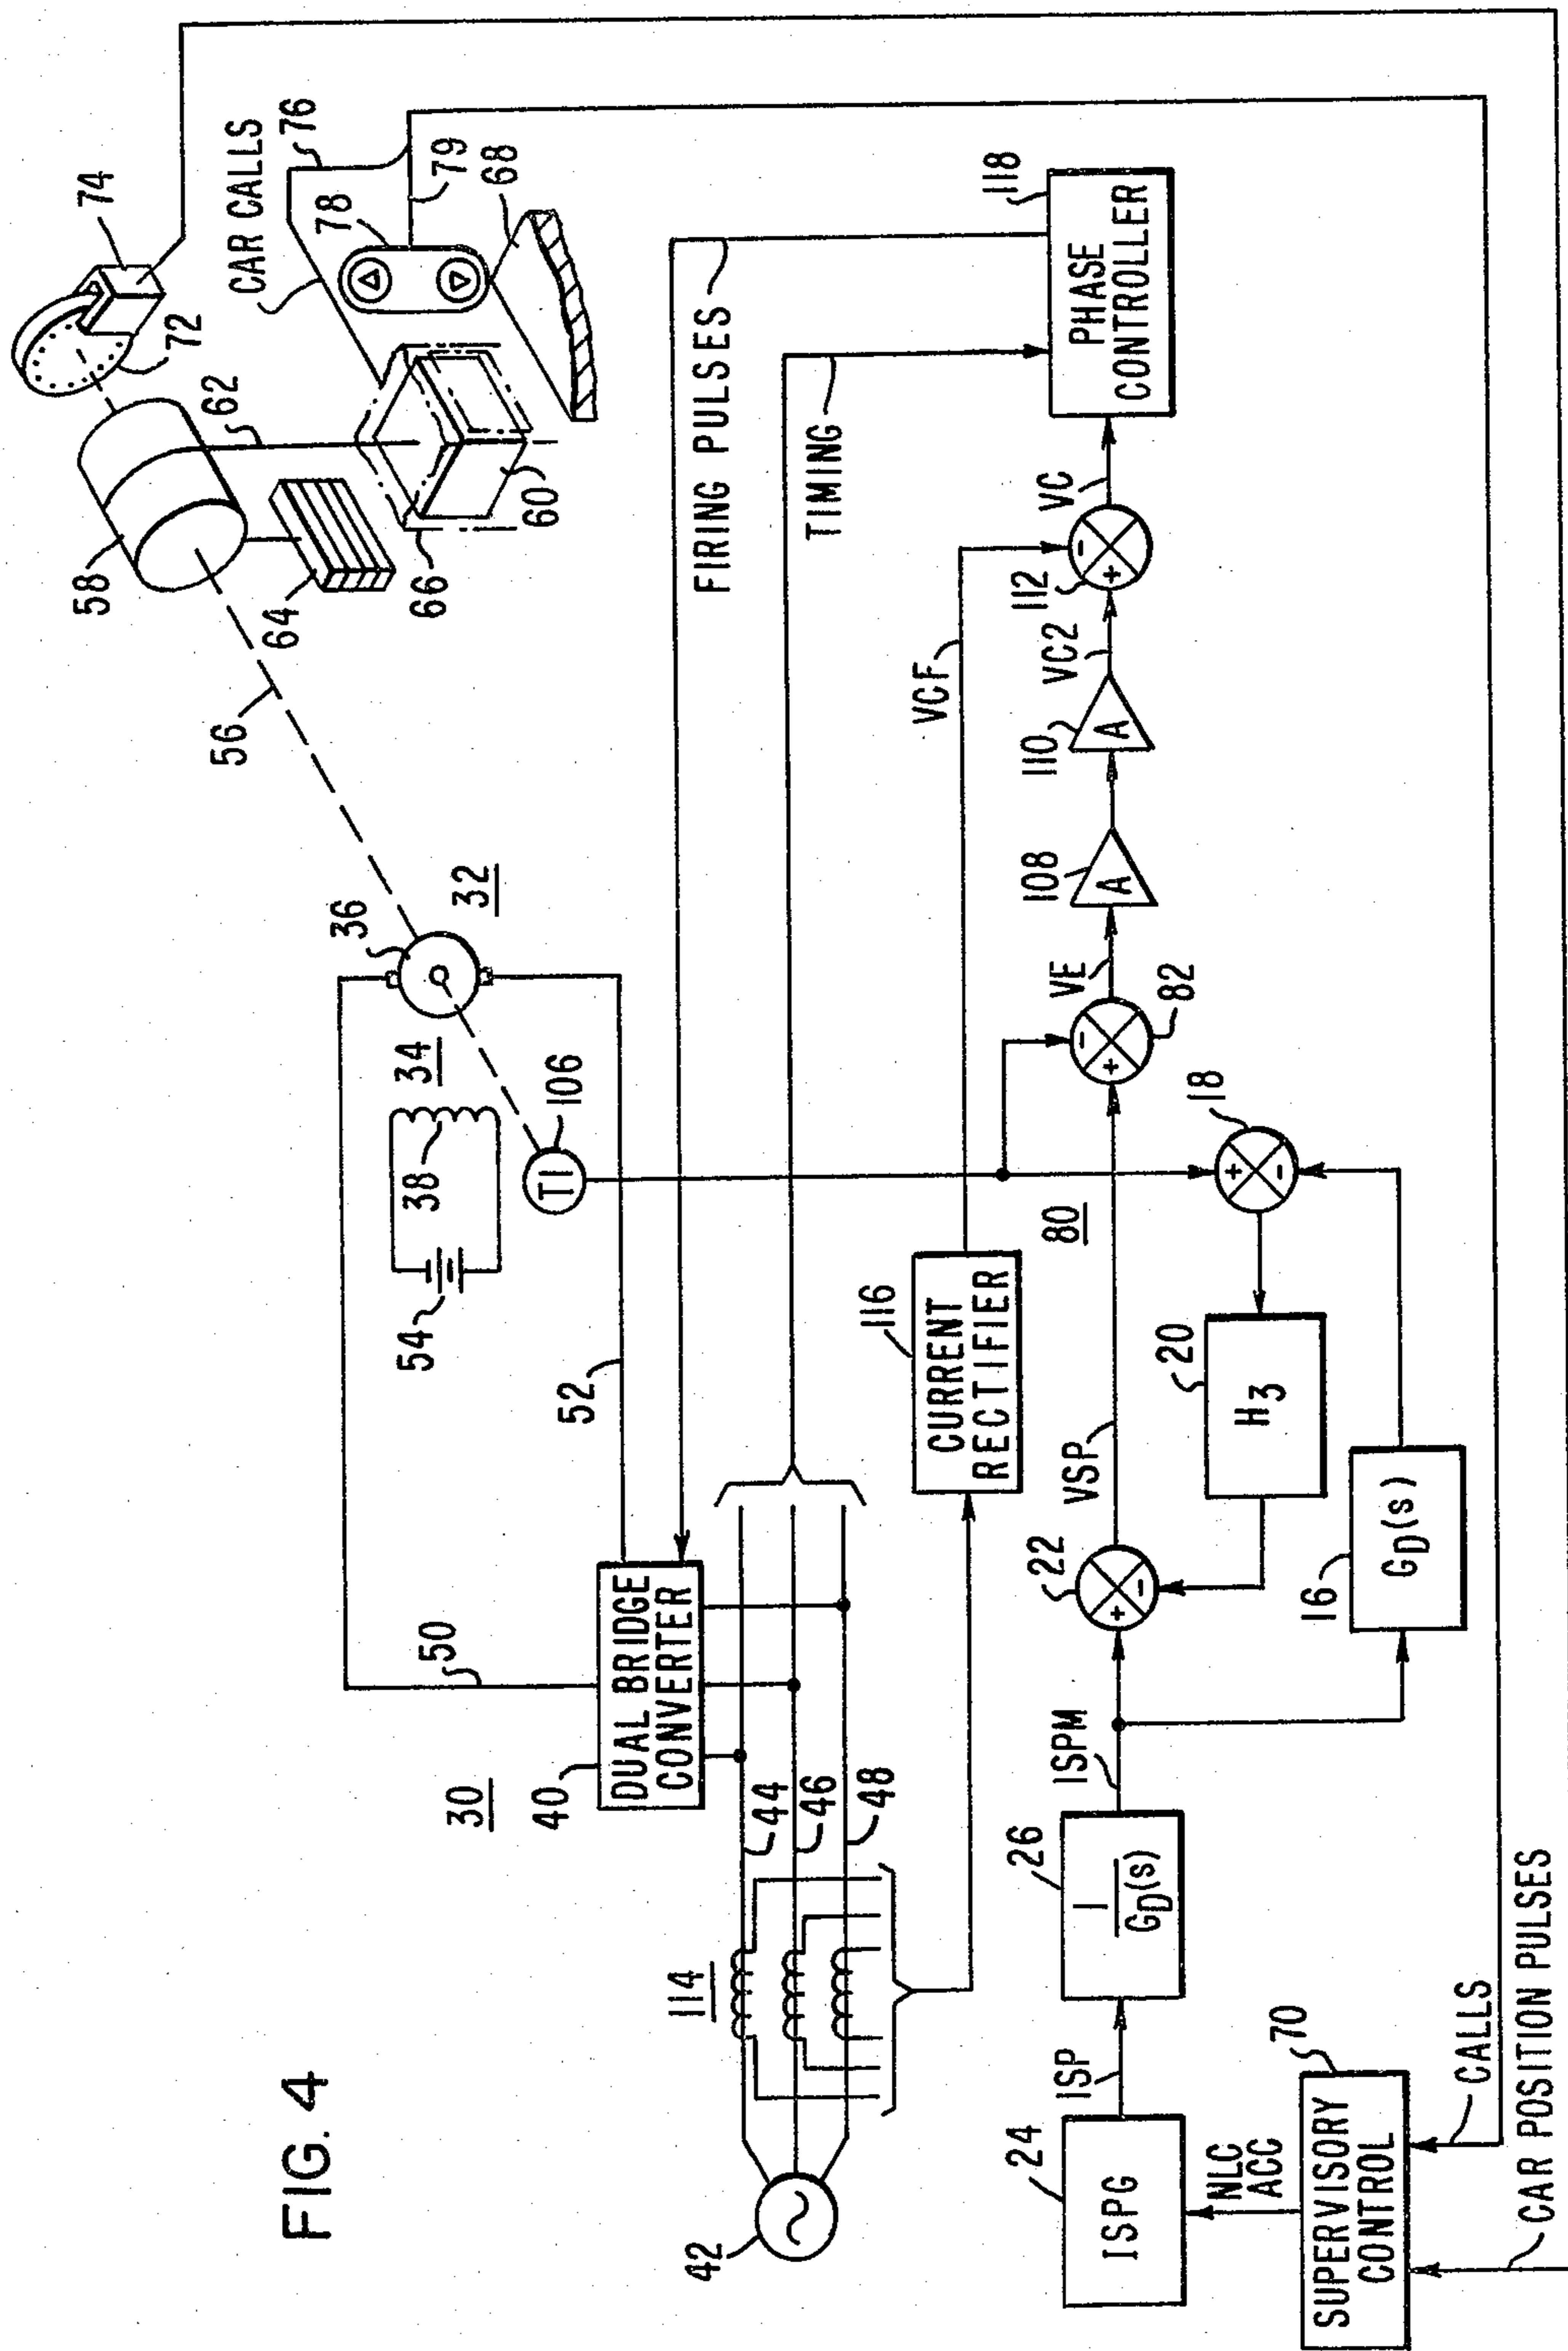 FIG. 4
74
72
CAR CALLS
76
78
79
68
58
62
64
66
60
56
36
32
34
38
54
T1
106
50
52
30
40
DUAL BRIDGE
CONVERTER
FIRING PULSES
TIMING
44
46
48
114
42
116
CURRENT
RECTIFIER
VCF
118
PHASE
CONTROLLER
24
ISPG
ISP
26
1
GD(s)
ISPM
22
+
-
VSP
80
+
-
82
VE
108
A
110
A
VC2
112
+
-
VC
18
+
-
20
H3
16
GD(s)
NLC
ACC
70
SUPERVISORY
CONTROL
CALLS
CAR POSITION PULSES